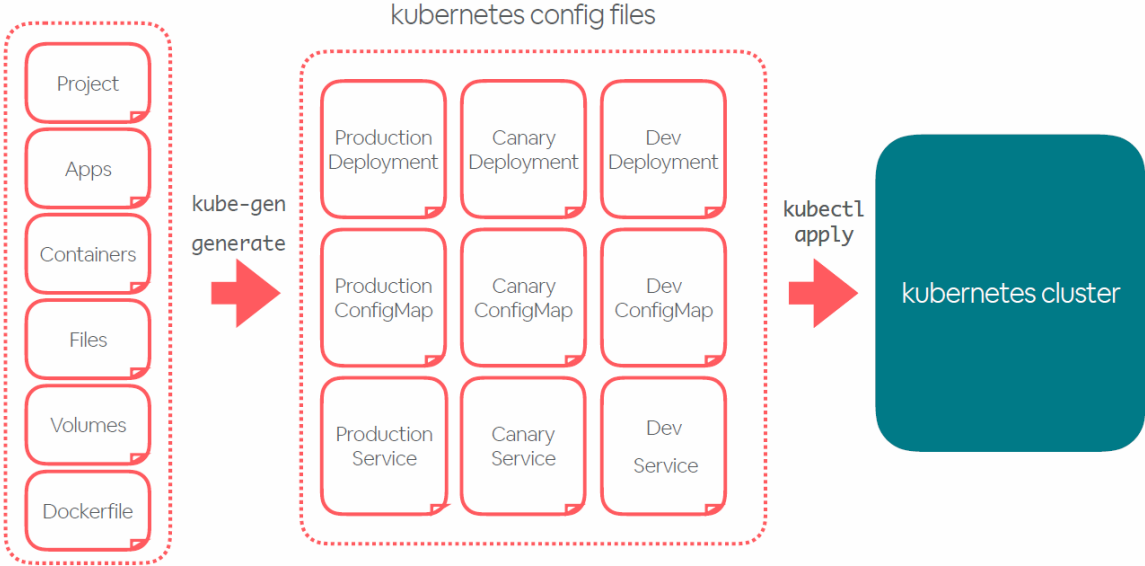 kubernetes config files
Project
Apps
Containers
Files
Volumes
Dockerfile
kube-gen
generate
Production
Deployment
Canary
Deployment
Dev
Deployment
Production
ConfigMap
Canary
ConfigMap
Dev
ConfigMap
Production
Service
Canary
Service
Dev
Service
kubectl
apply
kubernetes cluster